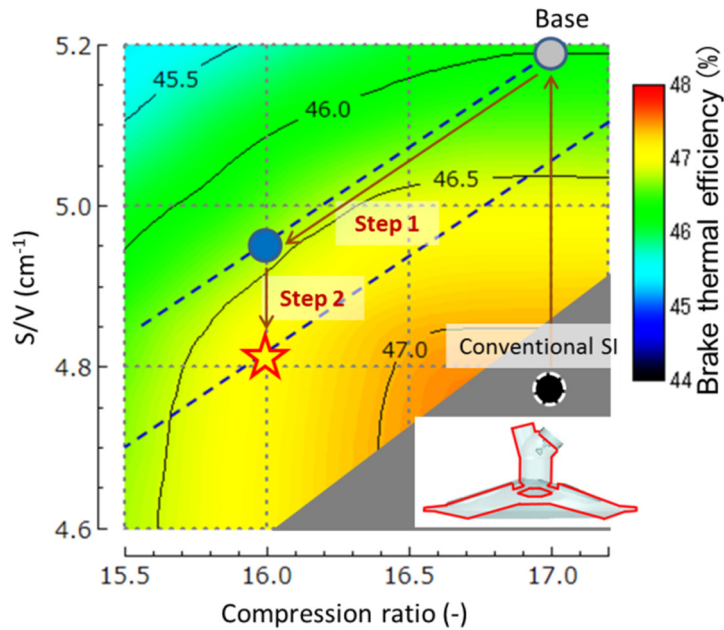 Base
5.2
5.0
4.8
4.6
S/V (cm-1)
45.5
46.0
46.5
47.0
Step 1
Step 2
Conventional SI
15.5 16.0 16.5 17.0
Compression ratio (-)
48
47
46
45
44
Brake thermal efficiency (%)